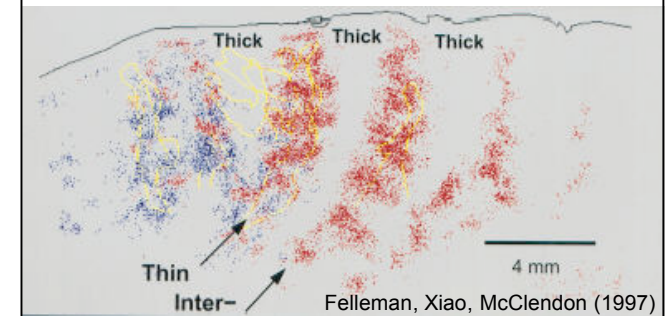 Thick Thick Thick
Thin
Inter–
4 mm
Felleman, Xiao, McClendon (1997)